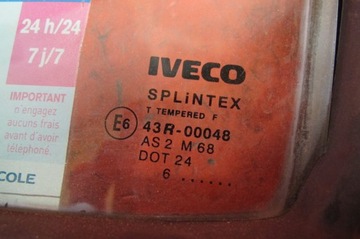 24 h/24
7 j/7
IMPORTANT
n engagez
aucuns frais
avant d'avoir
téléphoné.
COLE
IVECO
SPLiNTEX
T TEMPERED F
E6 43R-00048
AS 2 M 68
DOT 24
6 ......